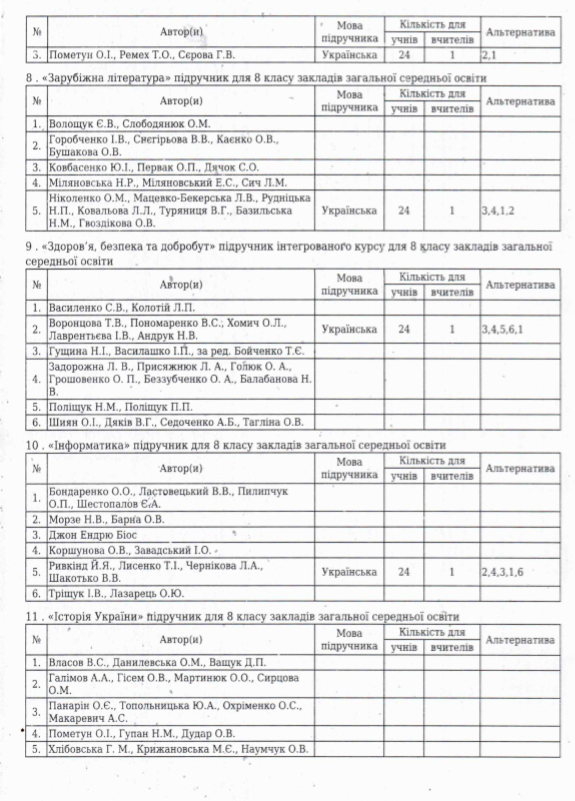 № Автор(и) Мова підручника Кількість для Альтернатива
учнів вчителів
3. Пометун О.І., Ремех Т.О., Сєрова Г.В. Українська 24 1 2,1
8 . «Зарубіжна література» підручник для 8 класу закладів загальної середньої освіти
№ Автор(и) Мова підручника Кількість для Альтернатива
учнів вчителів
1. Волощук Є.В., Слободянюк О.М.
2. Горобченко І.В., Снєгірьова В.В., Каєнко О.В.,
Бушакова О.В.
3. Ковбасенко Ю.І., Первак О.П., Дячок С.О.
4. Міляновська Н.Р., Міляновський Е.С., Сич Л.М.
5. Ніколенко О.М., Мацевко-Бекерська Л.В., Рудніцька
Н.П., Ковальова Л.Л., Туряниця В.Г., Базильська
Н.М., Гвоздікова О.В. Українська 24 1 3,4,1,2
9 . «Здоров'я, безпека та добробут» підручник інтегрованого курсу для 8 класу закладів загальної
середньої освіти
№ Автор(и) Мова підручника Кількість для Альтернатива
учнів вчителів
1. Василенко С.В., Колотій Л.П.
2. Воронцова Т.В., Пономаренко В.С., Хомич О.Л.,
Лаврентьєва І.В., Андрук Н.В. Українська 24 1 3,4,5,6,1
3. Гущина Н.І., Василашко І.П., за ред. Бойченко Т.Є.
4. Задорожна Л. В., Присяжнюк Л. А., Голюк О. А.,
Грошовенко О. П., Беззубченко О. А., Балабанова Н.
В.
5. Поліщук Н.М., Поліщук П.П.
6. Шиян О.І., Дяків В.Г., Седоченко А.Б., Тагліна О.В.
10 . «Інформатика» підручник для 8 класу закладів загальної середньої освіти
№ Автор(и) Мова підручника Кількість для Альтернатива
учнів вчителів
1. Бондаренко О.О., Ластовецький В.В., Пилипчук
О.П., Шестопалов Є.А.
2. Морзе Н.В., Барна О.В.
3. Джон Ендрю Біос
4. Коршунова О.В., Завадський І.О.
5. Ривкінд Й.Я., Лисенко Т.І., Чернікова Л.А.,
Шакотько В.В. Українська 24 1 2,4,3,1,6
6. Тріщук І.В., Лазарець О.Ю.
11 . «Історія України» підручник для 8 класу закладів загальної середньої освіти
№ Автор(и) Мова підручника Кількість для Альтернатива
учнів вчителів
1. Власов В.С., Данилевська О.М., Ващук Д.П.
2. Галімов А.А., Гісем О.В., Мартинюк О.О., Сирцова
О.М.
3. Панарін О.Є., Топольницька Ю.А., Охріменко О.С.,
Макаревич А.С.
4. Пометун О.І., Гупан Н.М., Дудар О.В.
5. Хлібовська Г. М., Крижановська М.Є., Наумчук О.В.